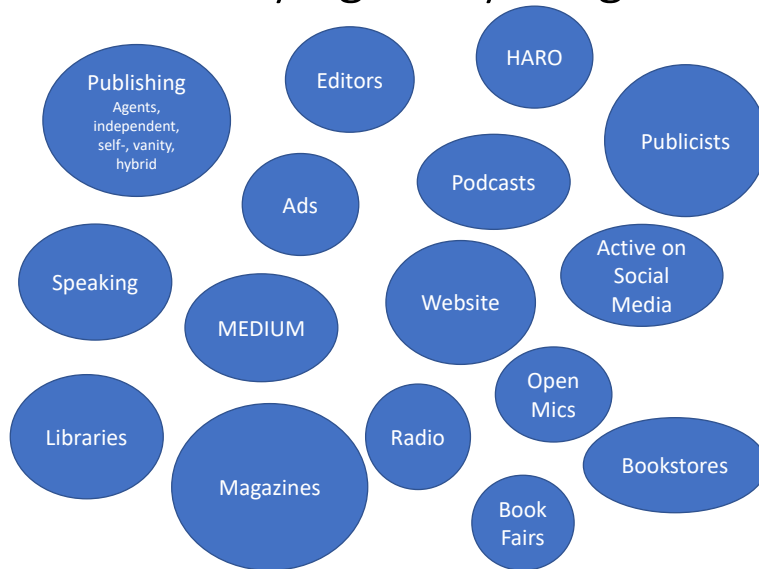 Publishing
Agents,
independent,
self-, vanity,
hybrid
Editors
HARO
Publicists
Ads
Podcasts
Speaking
MEDIUM
Website
Active on
Social
Media
Libraries
Magazines
Radio
Open
Mics
Bookstores
Book
Fairs